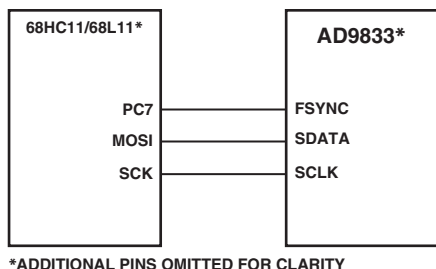 68HC11/68L11*
AD9833*
PC7
FSYNC
MOSI
SDATA
SCK
SCLK
*ADDITIONAL PINS OMITTED FOR CLARITY